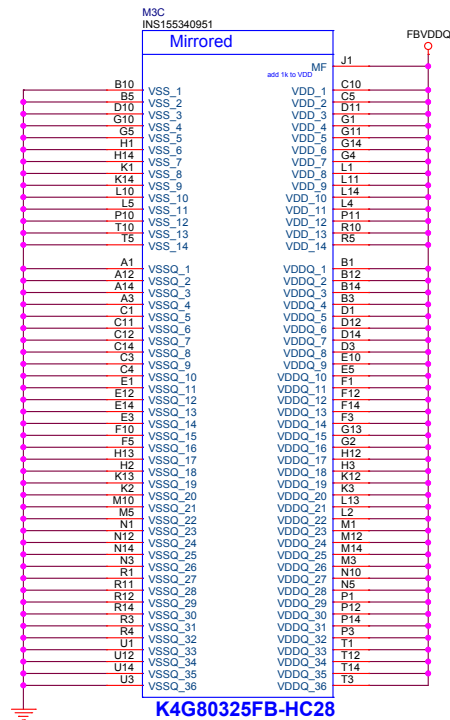 M3C
INS155340951
Mirrored
FBVDDQ
MF J1
add 1k to VDD
B10 VSS_1 VDD_1 C10
B5 VSS_2 VDD_2 C5
D10 VSS_3 VDD_3 D11
G10 VSS_4 VDD_4 G1
G5 VSS_5 VDD_5 G11
H1 VSS_6 VDD_6 G14
H14 VSS_7 VDD_7 G4
K1 VSS_8 VDD_8 L1
K14 VSS_9 VDD_9 L11
L10 VSS_10 VDD_10 L14
L5 VSS_11 VDD_11 L4
P10 VSS_12 VDD_12 P11
T10 VSS_13 VDD_13 R10
T5 VSS_14 VDD_14 R5
A1 VSSQ_1 VDDQ_1 B1
A12 VSSQ_2 VDDQ_2 B12
A14 VSSQ_3 VDDQ_3 B14
A3 VSSQ_4 VDDQ_4 B3
C1 VSSQ_5 VDDQ_5 D1
C11 VSSQ_6 VDDQ_6 D12
C12 VSSQ_7 VDDQ_7 D14
C14 VSSQ_8 VDDQ_8 D3
C3 VSSQ_9 VDDQ_9 E10
C4 VSSQ_10 VDDQ_10 E5
E1 VSSQ_11 VDDQ_11 F1
E12 VSSQ_12 VDDQ_12 F12
E14 VSSQ_13 VDDQ_13 F14
E3 VSSQ_14 VDDQ_14 F3
F10 VSSQ_15 VDDQ_15 G13
F5 VSSQ_16 VDDQ_16 G2
H13 VSSQ_17 VDDQ_17 H12
H2 VSSQ_18 VDDQ_18 H3
K13 VSSQ_19 VDDQ_19 K12
K2 VSSQ_20 VDDQ_20 K3
M10 VSSQ_21 VDDQ_21 L13
M5 VSSQ_22 VDDQ_22 L2
N1 VSSQ_23 VDDQ_23 M1
N12 VSSQ_24 VDDQ_24 M12
N14 VSSQ_25 VDDQ_25 M14
N3 VSSQ_26 VDDQ_26 M3
R1 VSSQ_27 VDDQ_27 N10
R11 VSSQ_28 VDDQ_28 N5
R12 VSSQ_29 VDDQ_29 P1
R14 VSSQ_30 VDDQ_30 P12
R3 VSSQ_31 VDDQ_31 P14
R4 VSSQ_32 VDDQ_32 P3
U1 VSSQ_33 VDDQ_33 T1
U12 VSSQ_34 VDDQ_34 T12
U14 VSSQ_35 VDDQ_35 T14
U3 VSSQ_36 VDDQ_36 T3
K4G80325FB-HC28